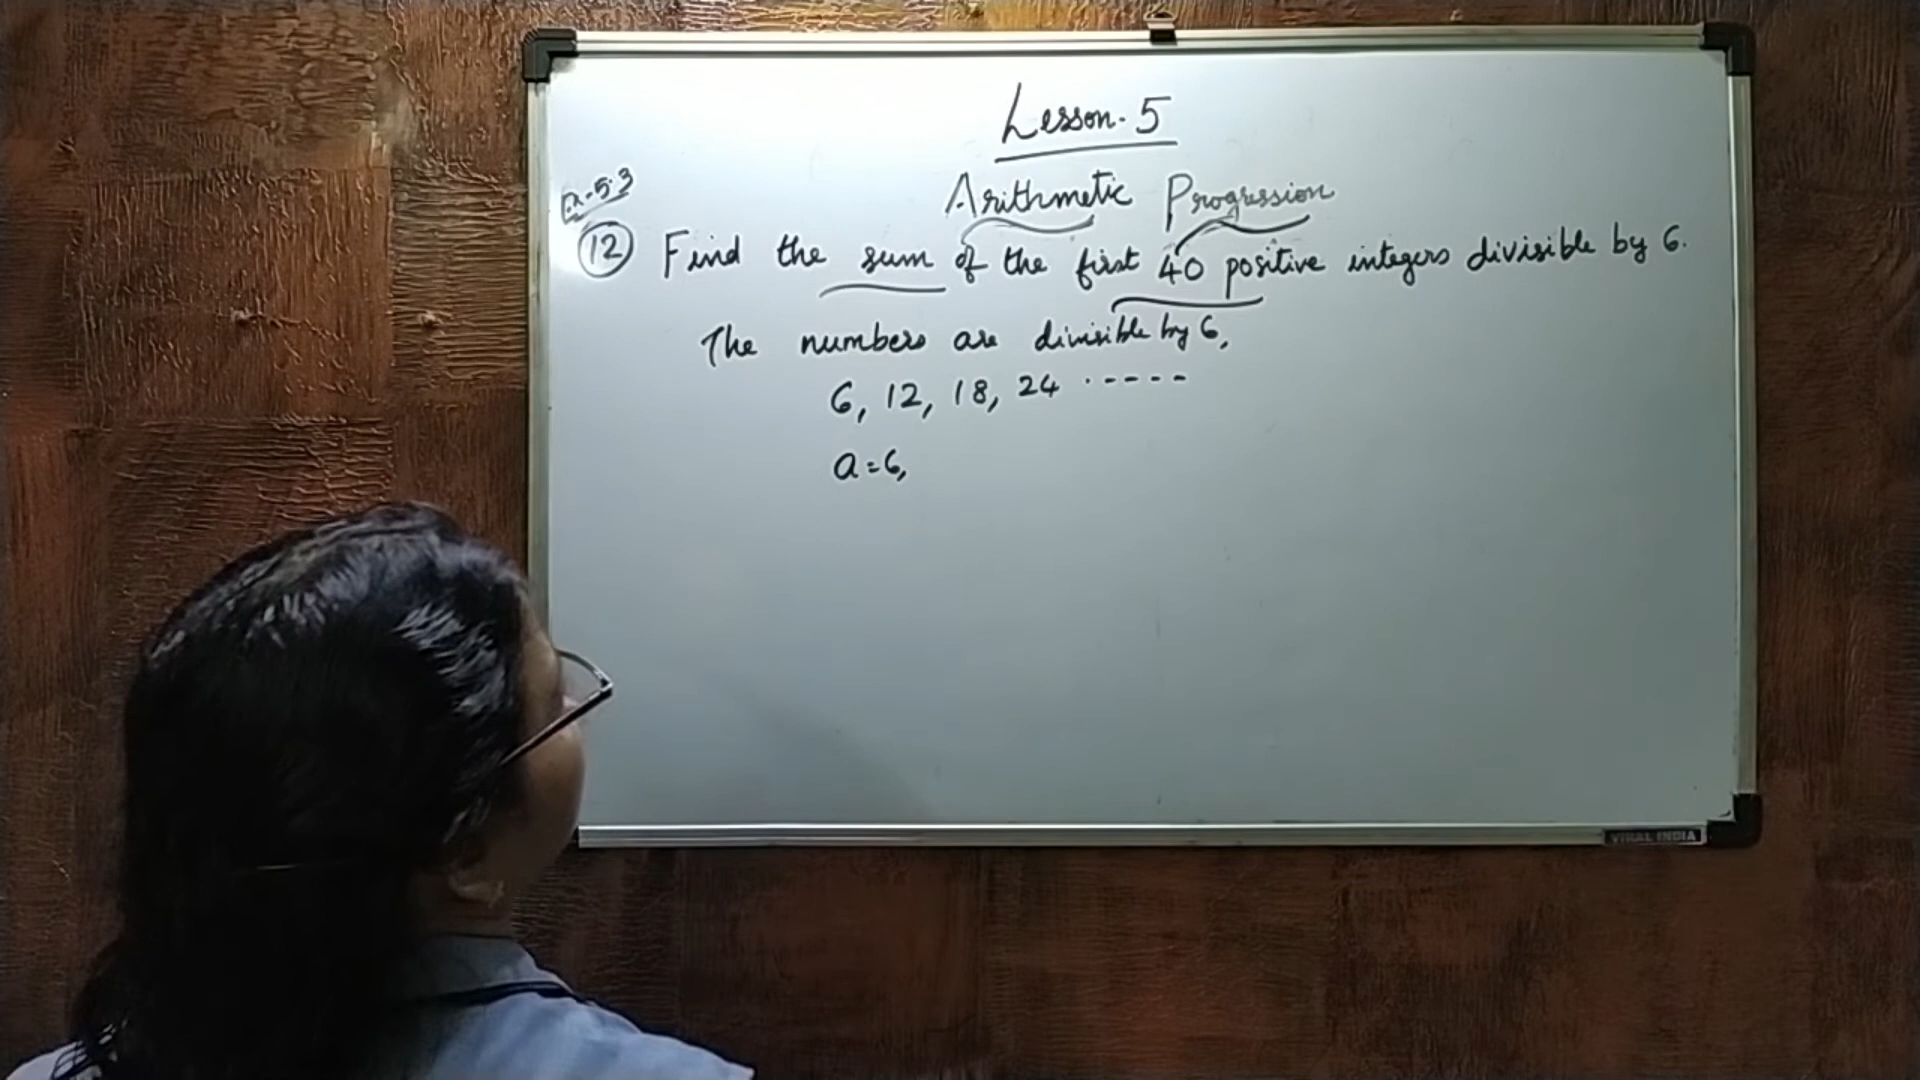 Lesson. 5
Arithmetic Progression
Ex-5.3
12 Find the sum of the first 40 positive integers divisible by 6.
The numbers are divisible by 6,
6, 12, 18, 24 ------
a=6,
VIRAL INDIA